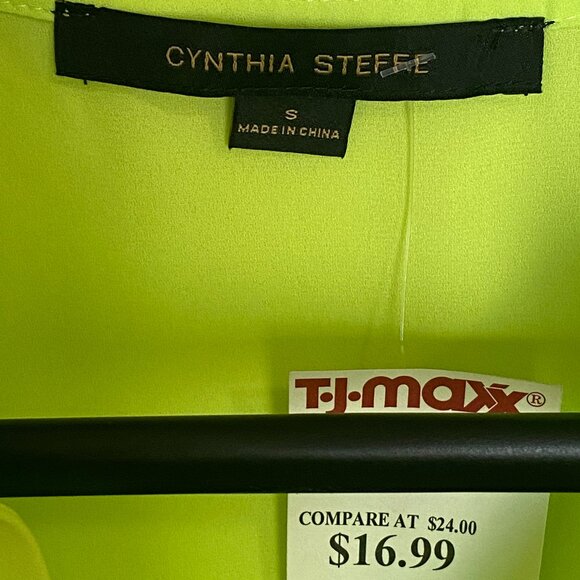 CYNTHIA STEFFE
S
MADE IN CHINA
T·J·maxx®
COMPARE AT $24.00
$16.99